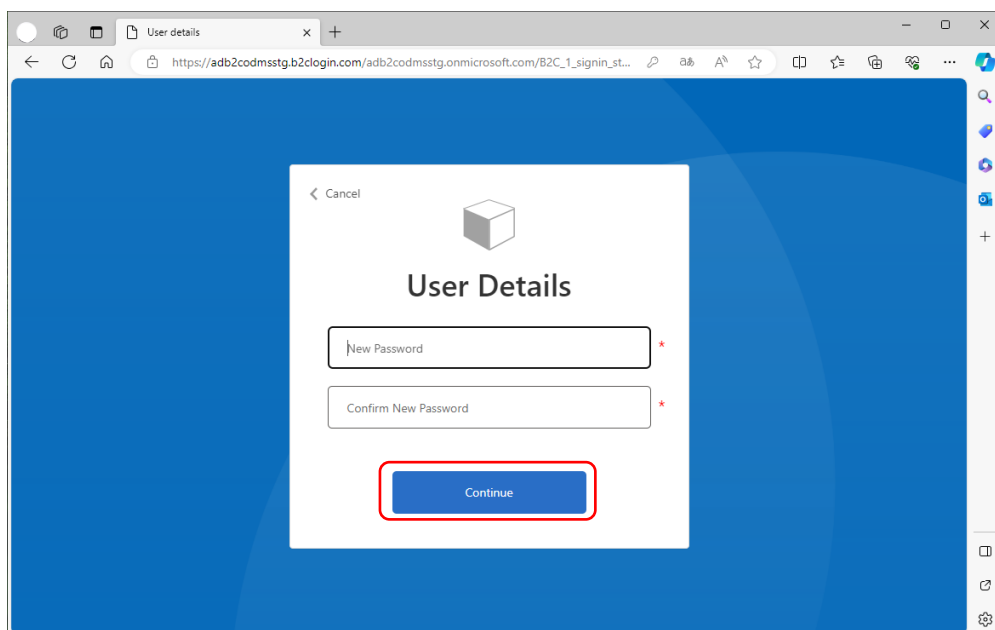 User details
https://adb2codmsstg.b2clogin.com/adb2codmsstg.onmicrosoft.com/B2C_1_signin_st...
Cancel
User Details
New Password
*
Confirm New Password
*
Continue